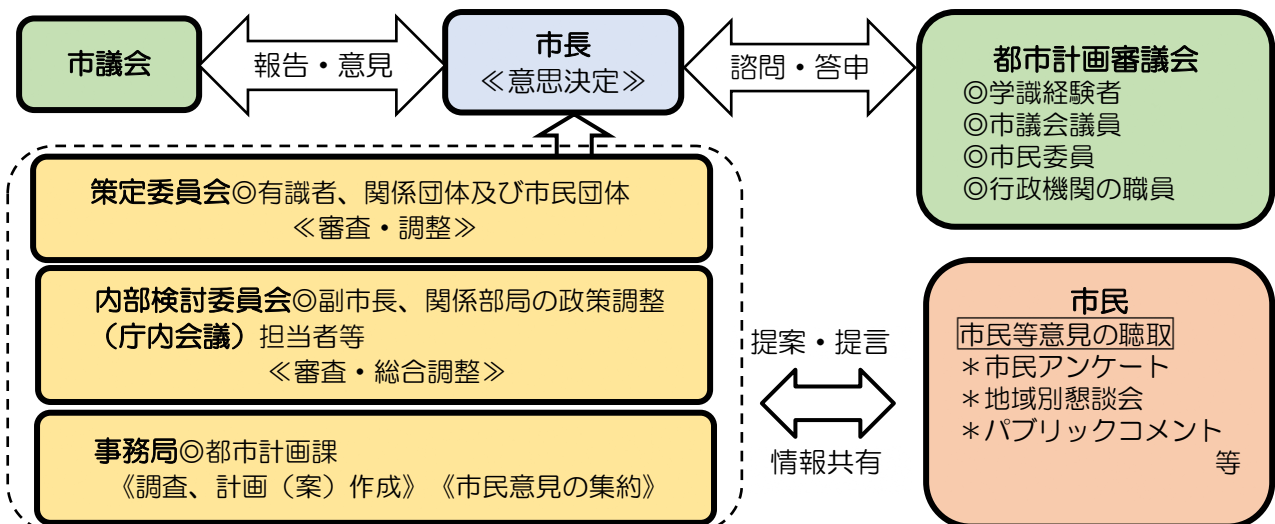 市議会
報告・意見
市長
≪意思決定≫
諮問・答申
都市計画審議会
◎学識経験者
◎市議会議員
◎市民委員
◎行政機関の職員
策定委員会◎有識者、関係団体及び市民団体
≪審査・調整≫
内部検討委員会◎副市長、関係部局の政策調整
（庁内会議）担当者等
≪審査・総合調整≫
事務局◎都市計画課
《調査、計画（案）作成》《市民意見の集約》
提案・提言
情報共有
市民
市民等意見の聴取
＊市民アンケート
＊地域別懇談会
＊パブリックコメント
等